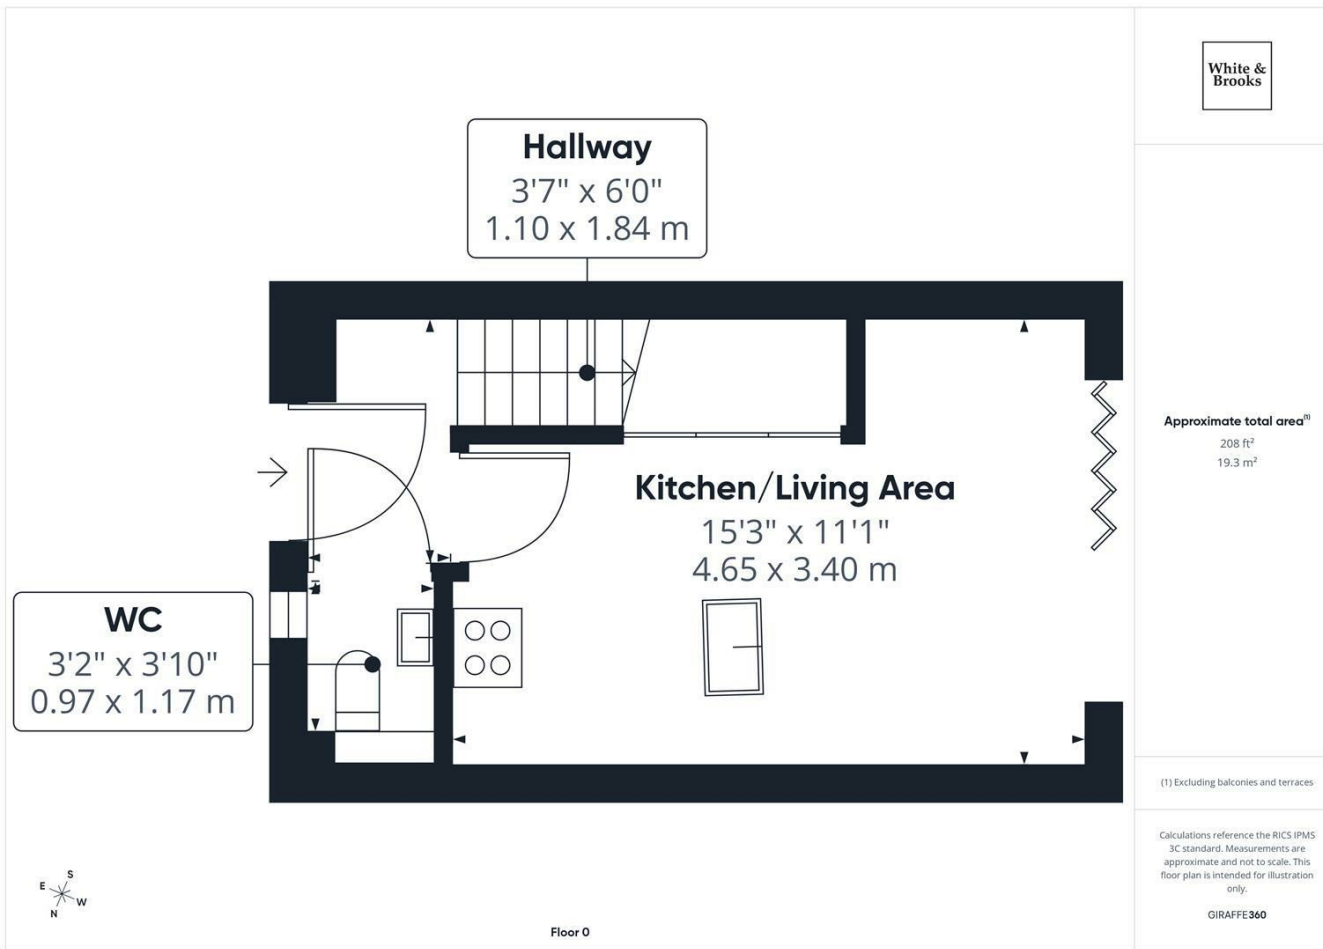 White &
Brooks
Hallway
3'7" x 6'0"
1.10 x 1.84 m
Approximate total area⁽¹⁾
208 ft²
19.3 m²
Kitchen/Living Area
15'3" x 11'1"
4.65 x 3.40 m
WC
3'2" x 3'10"
0.97 x 1.17 m
(1) Excluding balconies and terraces
Calculations reference the RICS IPMS
3C standard. Measurements are
approximate and not to scale. This
floor plan is intended for illustration
only.
GIRAFFE360
S
E
W
N
Floor 0